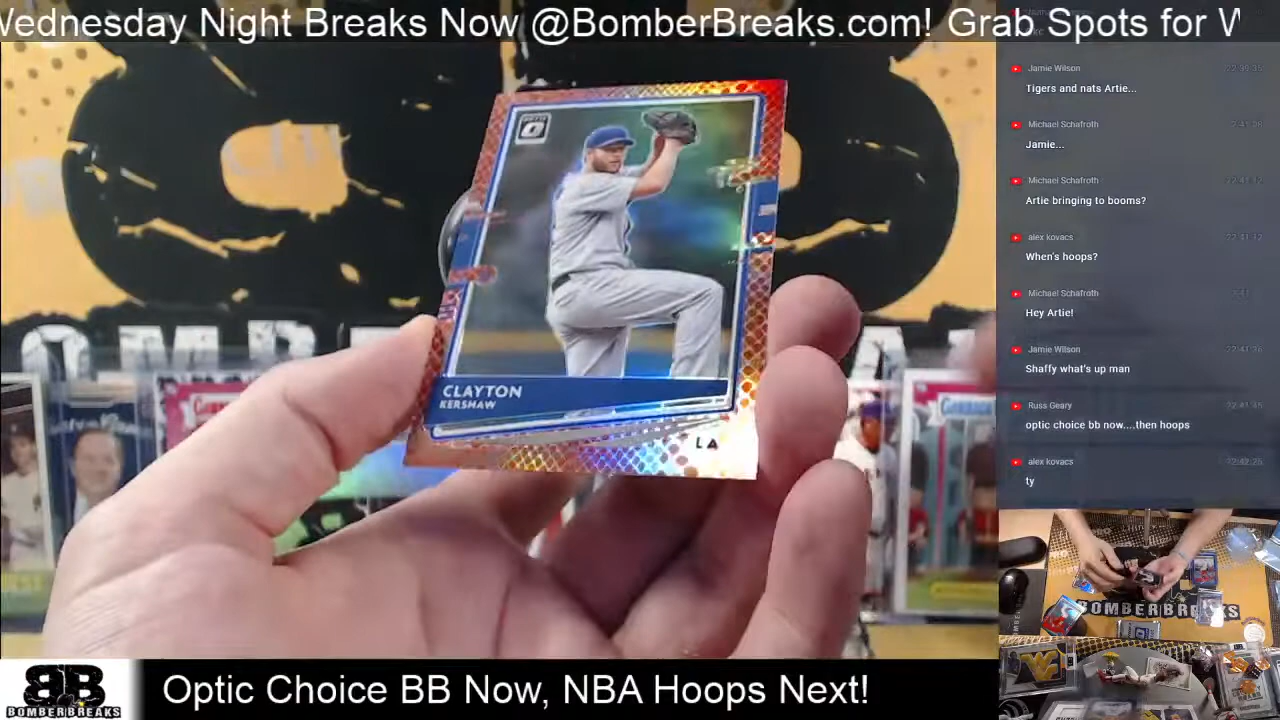 Wednesday Night Breaks Now @BomberBreaks.com! Grab Spots for W
CLAYTON
KERSHAW
LA
Jamie Wilson
Tigers and nats Artie...
Michael Schafroth
Jamie...
Michael Schafroth
Artie bringing to booms?
alex kovacs
When's hoops?
Michael Schafroth
Hey Artie!
Jamie Wilson
Shaffy what's up man
Russ Geary
optic choice bb now....then hoops
alex kovacs
ty
BOMBERBREAKS
BB
BOMBERBREAKS
Optic Choice BB Now, NBA Hoops Next!